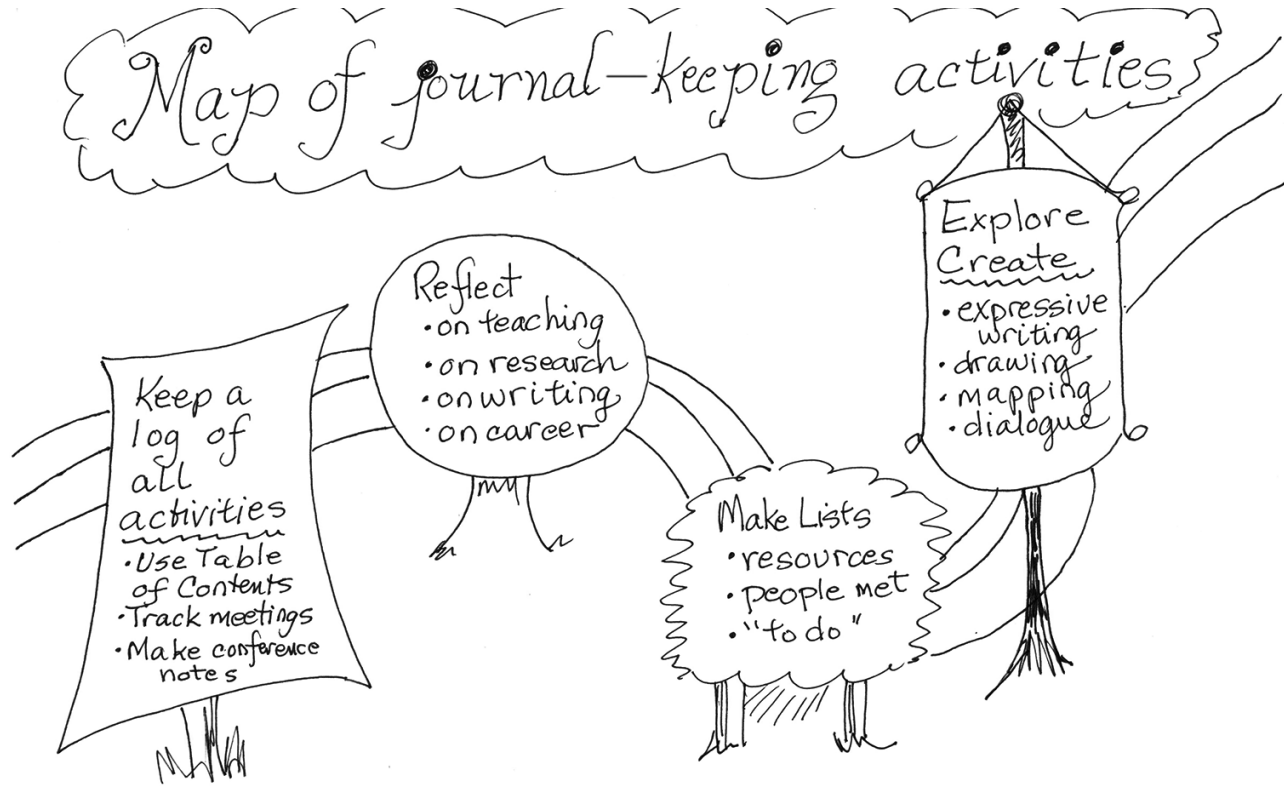 Map of journal-keeping activities
Keep a
log of
all
activities
• Use Table
of Contents
• Track meetings
• Make conference
notes
Reflect
• on teaching
• on research
• on writing
• on career
Make Lists
• resources
• people met
• "to do"
Explore
Create
• expressive
writing
• drawing
• mapping
• dialogue